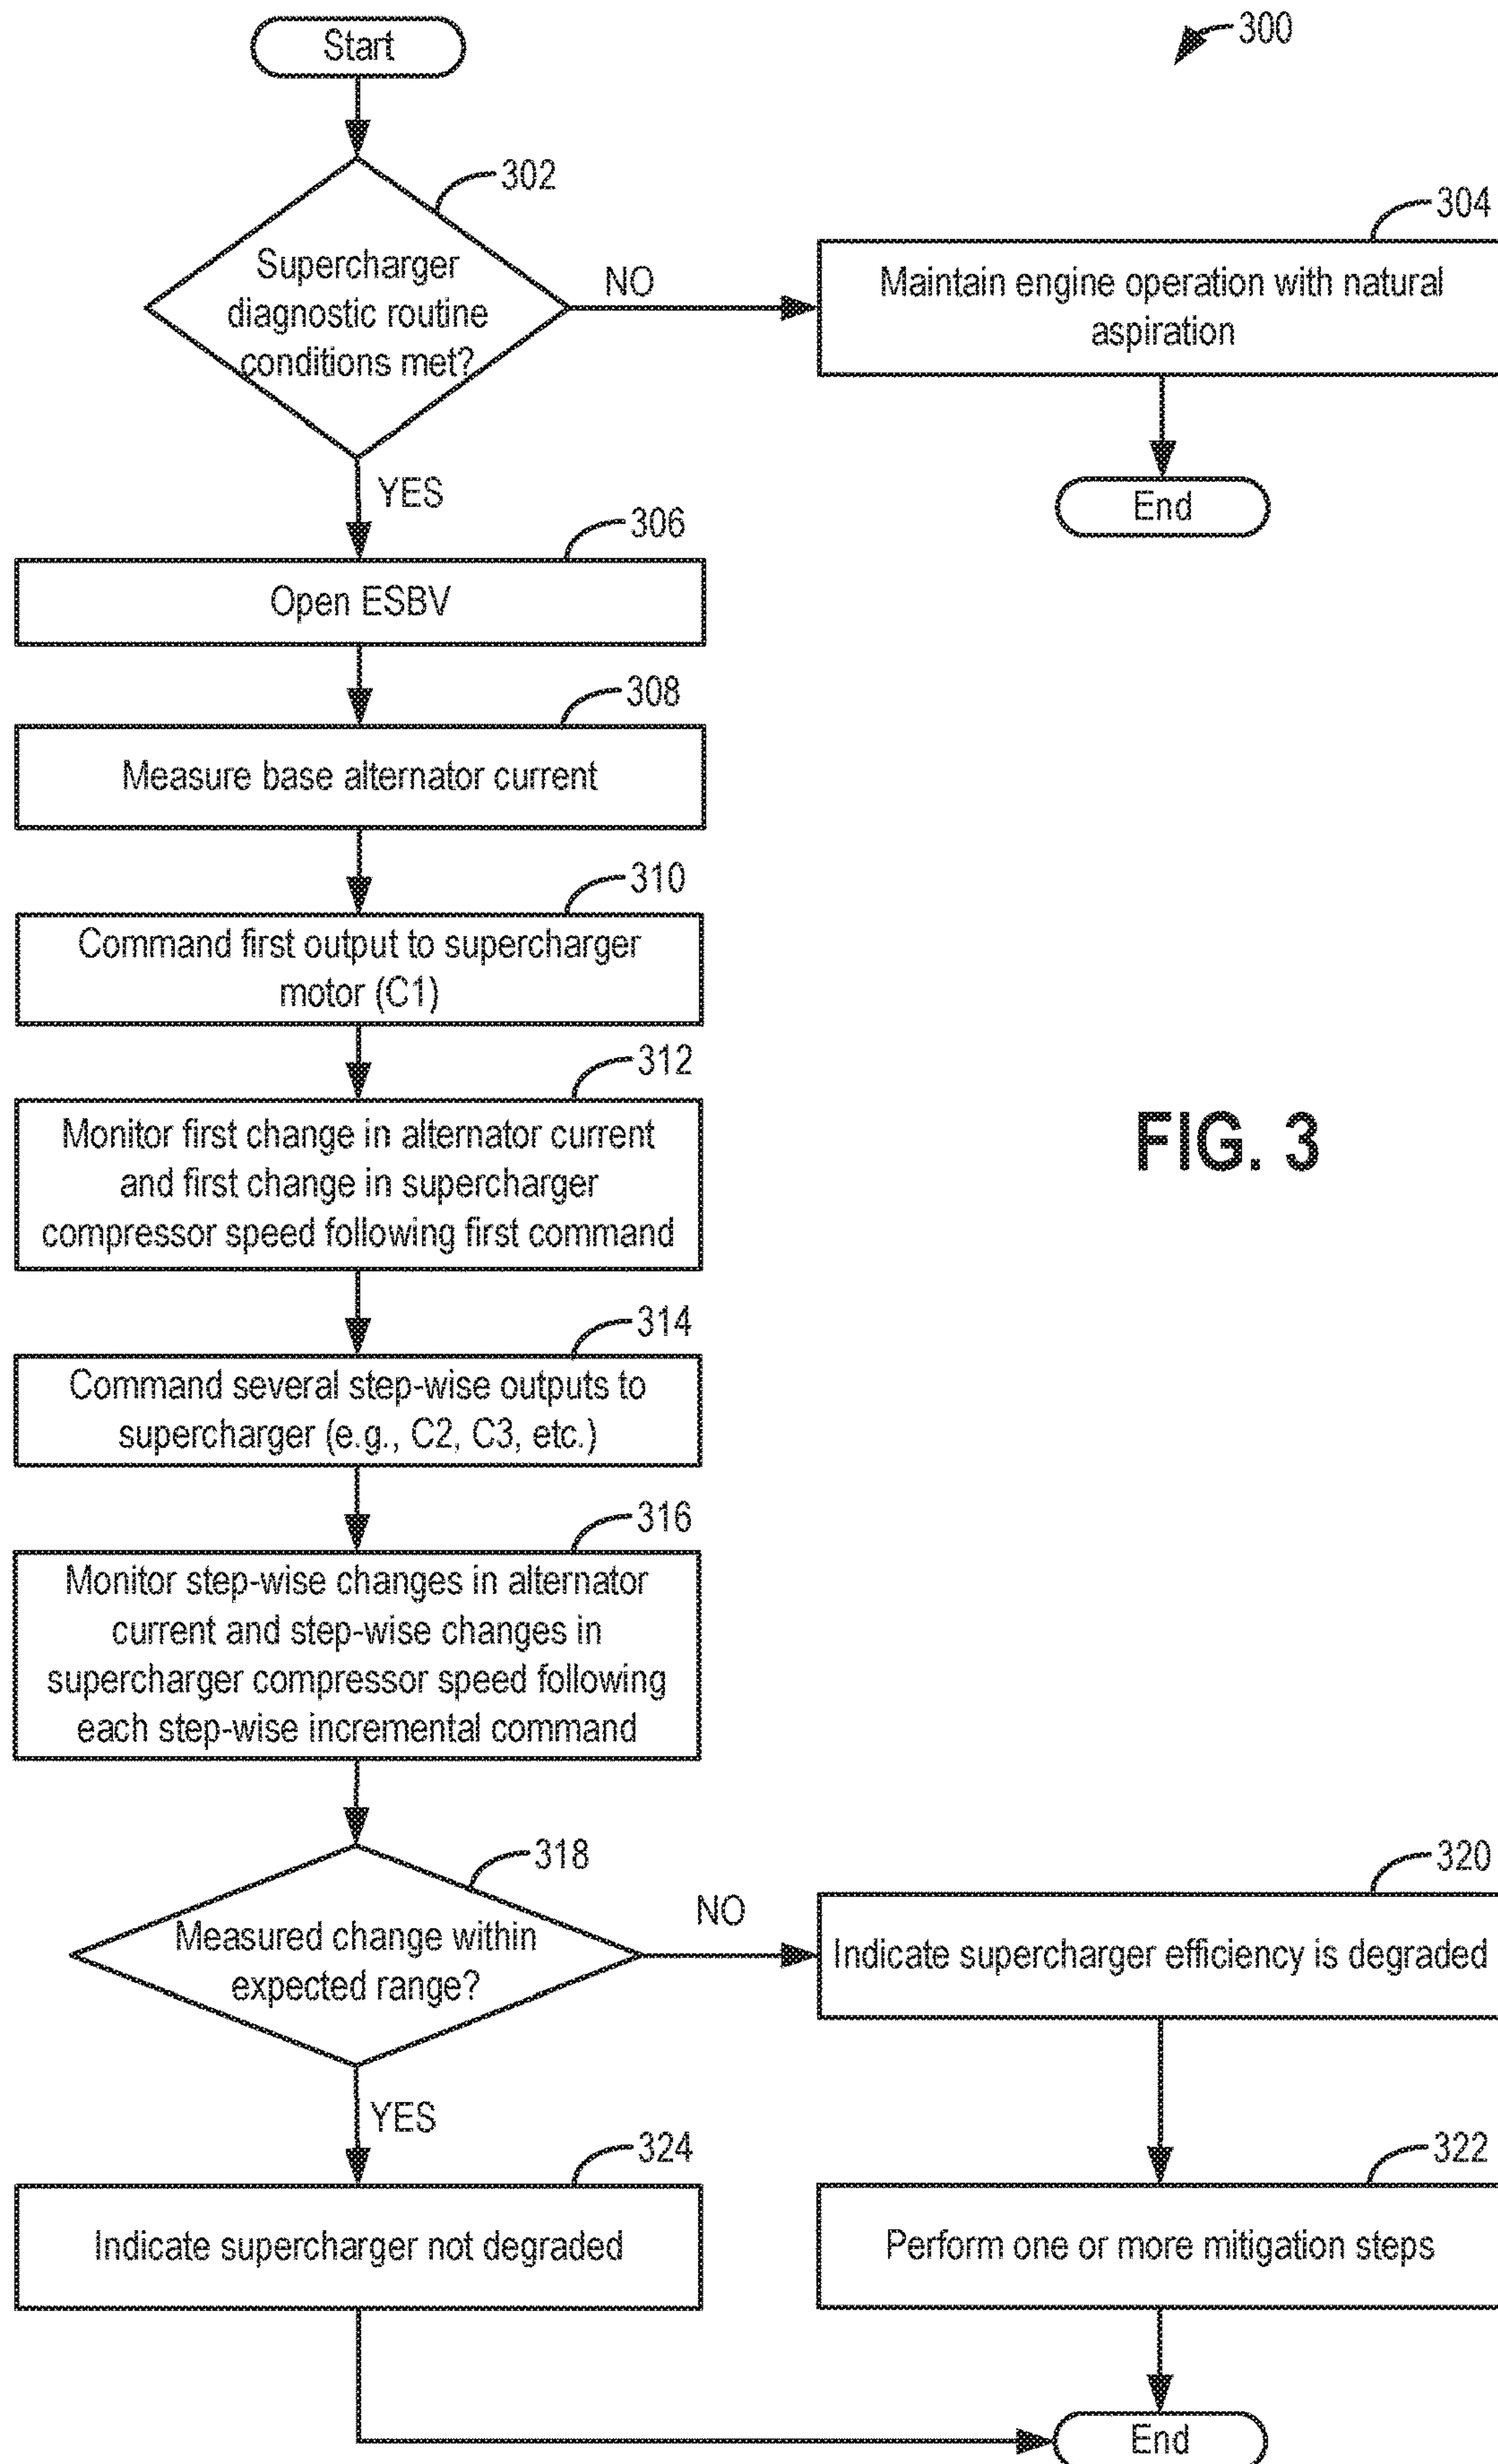 Start
300
302
Supercharger
diagnostic routine
conditions met?
NO
304
Maintain engine operation with natural
aspiration
End
YES
306
Open ESBV
308
Measure base alternator current
310
Command first output to supercharger
motor (C1)
312
Monitor first change in alternator current
and first change in supercharger
compressor speed following first command
FIG. 3
314
Command several step-wise outputs to
supercharger (e.g., C2, C3, etc.)
316
Monitor step-wise changes in alternator
current and step-wise changes in
supercharger compressor speed following
each step-wise incremental command
318
Measured change within
expected range?
NO
320
Indicate supercharger efficiency is degraded
YES
324
Indicate supercharger not degraded
322
Perform one or more mitigation steps
End